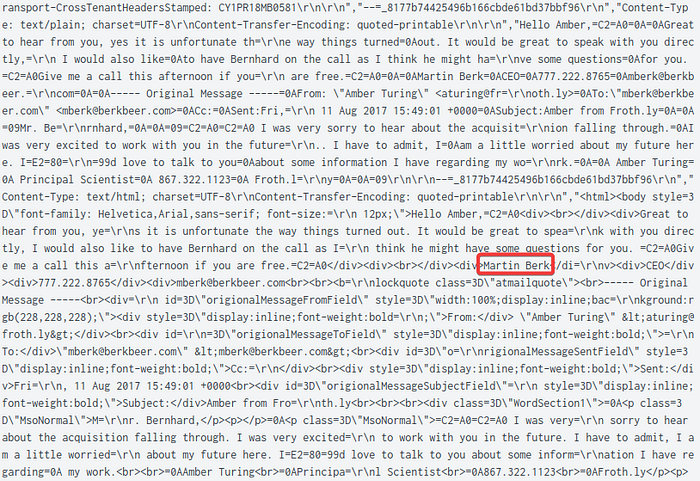 ransport-CrossTenantHeadersStamped: CY1PR18MB0581\r\n\r\n","--=_8177b74425496b166cbde61bd37bbf96\r\n","Content-Typ
e: text/plain; charset=UTF-8\r\nContent-Transfer-Encoding: quoted-printable\r\n\r\n","Hello Amber,=C2=A0=0A=0AGreat
to hear from you, yes it is unfortunate th=\r\ne way things turned=0Aout. It would be great to speak with you direc
tly,=\r\n I would also like=0Ato have Bernhard on the call as I think he might ha=\r\nve some questions=0Afor you.
=C2=A0Give me a call this afternoon if you=\r\n are free.=C2=A0=0A=0AMartin Berk=0ACEO=0A777.222.8765=0Amberk@berkb
eer.=\r\ncom=0A=0A----- Original Message -----=0AFrom: \"Amber Turing\" <aturing@fr=\r\nothly.>=0ATo:\"mberk@berkbe
er.com\" <mberk@berkbeer.com>=0ACc:=0ASent:Fri,=\r\n 11 Aug 2017 15:49:01 +0000=0ASubject:Amber from Froth.ly=0A=0A
=09Mr. Be=\r\nrnhard,=0A=0A=09=C2=A0=C2=A0 I was very sorry to hear about the acquisit=\r\nion falling through.=0AI
was very excited to work with you in the future=\r\n.. I have to admit, I=0Aam a little worried about my future her
e. I=E2=80=\r\n=99d love to talk to you=0Aabout some information I have regarding my wo=\r\nrk.=0A=0A Amber Turing=
0A Principal Scientist=0A 867.322.1123=0A Froth.l=\r\ny=0A=0A=09\r\n\r\n--=_8177b74425496b166cbde61bd37bbf96\r\n","
Content-Type: text/html; charset=UTF-8\r\nContent-Transfer-Encoding: quoted-printable\r\n\r\n","<html><body style=3
D\"font-family: Helvetica,Arial,sans-serif; font-size:=\r\n 12px;\">Hello Amber,=C2=A0<div><br></div><div>Great to
hear from you, ye=\r\ns it is unfortunate the way things turned out. It would be great to spea=\r\nk with you direc
tly, I would also like to have Bernhard on the call as I=\r\n think he might have some questions for you. =C2=A0Giv
e me a call this a=\r\nfternoon if you are free.=C2=A0</div><div><br></div><div>Martin Berk</di=\r\nv><div>CEO</div
><div>777.222.8765</div><div>mberk@berkbeer.com<br><br><b=\r\nlockquote class=3D\"atmailquote\"><br>----- Original
Message -----<br><div=\r\n id=3D\"origionalMessageFromField\" style=3D\"width:100%;display:inline;bac=\r\nkground:r
gb(228,228,228);\"><div style=3D\"display:inline;font-weight:bold=\r\n;\">From:</div> \"Amber Turing\" &lt;aturing@
froth.ly&gt;</div><br><div id=\r\n=3D\"origionalMessageToField\" style=3D\"display:inline;font-weight:bold;\">=\r\n
To:</div>\"mberk@berkbeer.com\" &lt;mberk@berkbeer.com&gt;<br><div id=3D\"o=\r\nrigionalMessageSentField\" style=3
D\"display:inline;font-weight:bold;\">Cc:=\r\n</div><br><div style=3D\"display:inline;font-weight:bold;\">Sent:</di
v>Fri=\r\n, 11 Aug 2017 15:49:01 +0000<br><div id=3D\"origionalMessageSubjectField\"=\r\n style=3D\"display:inline;
font-weight:bold;\">Subject:</div>Amber from Fro=\r\nth.ly<br><br><div class=3D\"WordSection1\">=0A<p class=3
D\"MsoNormal\">M=\r\nr. Bernhard,</p><p></p>=0A<p class=3D\"MsoNormal\">=C2=A0=C2=A0 I was very=\r\n sorry to hear
about the acquisition falling through. I was very excited=\r\n to work with you in the future. I have to admit, I a
m a little worried=\r\n about my future here. I=E2=80=99d love to talk to you about some inform=\r\nation I have re
garding=0A my work.<br><br>=0AAmber Turing<br>=0APrincipa=\r\nl Scientist<br>=0A867.322.1123<br>=0AFroth.ly</p><p>